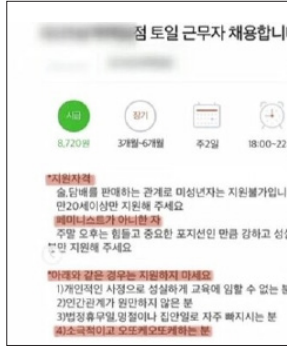 점 토일 근무자 채용합니
시급
장기
8,720원
3개월-6개월
주2일
18:00~22
*지원자격
술,담배를 판매하는 관계로 미성년자는 지원불가입니
만20세이상만 지원해 주세요
페미니스트가 아니한 자
주말 오후는 힘들고 중요한 포지션인 만큼 강하고 성실
분만 지원해 주세요
*아래와 같은 경우는 지원하지 마세요
1)개인적인 사정으로 성실하게 교육에 임할 수 없는 분
2)인간관계가 원만하지 않은 분
3)법정휴무일,명절이나 집안일로 자주 빠지시는 분
4)소극적이고 오또케오또케하는 분